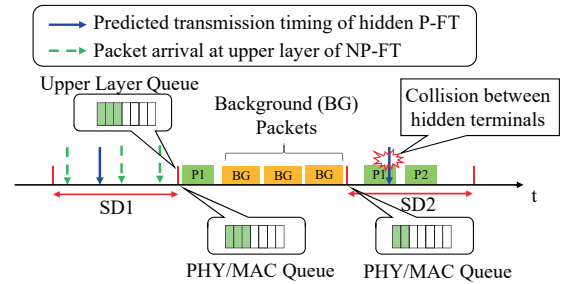 Predicted transmission timing of hidden P-FT
Packet arrival at upper layer of NP-FT
Upper Layer Queue
Background (BG)
Packets
Collision between
hidden terminals
P1
BG
BG
BG
P1
P2
t
SD1
SD2
PHY/MAC Queue
PHY/MAC Queue